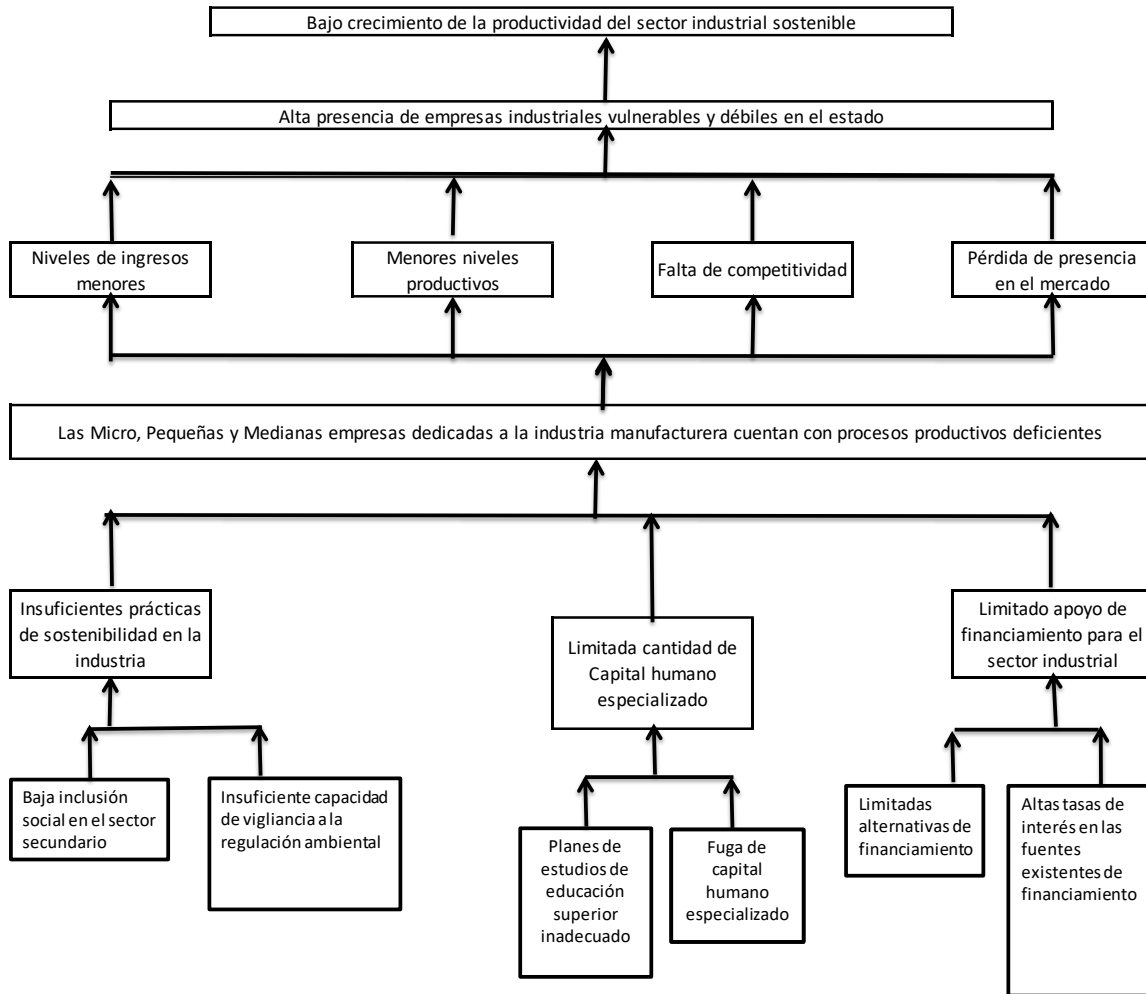 Bajo crecimiento de la productividad del sector industrial sostenible
Alta presencia de empresas industriales vulnerables y débiles en el estado
Niveles de ingresos
menores
Menores niveles
productivos
Falta de competitividad
Pérdida de presencia
en el mercado
Las Micro, Pequeñas y Medianas empresas dedicadas a la industria manufacturera cuentan con procesos productivos deficientes
Insuficientes prácticas
de sostenibilidad en la
industria
Limitada cantidad de
Capital humano
especializado
Limitado apoyo de
financiamiento para el
sector industrial
Baja inclusión
social en el sector
secundario
Insuficiente capacidad
de vigliancia a la
regulación ambiental
Planes de
estudios de
educación
superior
inadecuado
Fuga de
capital
humano
especializado
Limitadas
alternativas de
financiamiento
Altas tasas de
interés en las
fuentes
existentes de
financiamiento